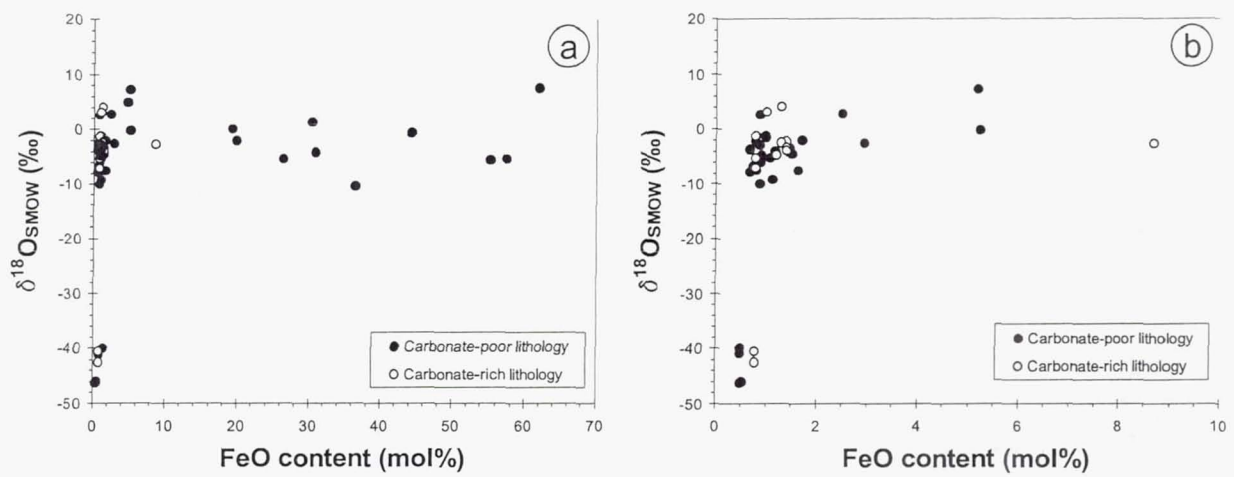 20
10
0
-10
-20
-30
-40
-50
δ18OSMOW (‰)
a
Carbonate-poor lithology
Carbonate-rich lithology
0 10 20 30 40 50 60 70
FeO content (mol%)
20
10
0
-10
-20
-30
-40
-50
δ18OSMOW (‰)
b
Carbonate-poor lithology
Carbonate-rich lithology
0 2 4 6 8 10
FeO content (mol%)